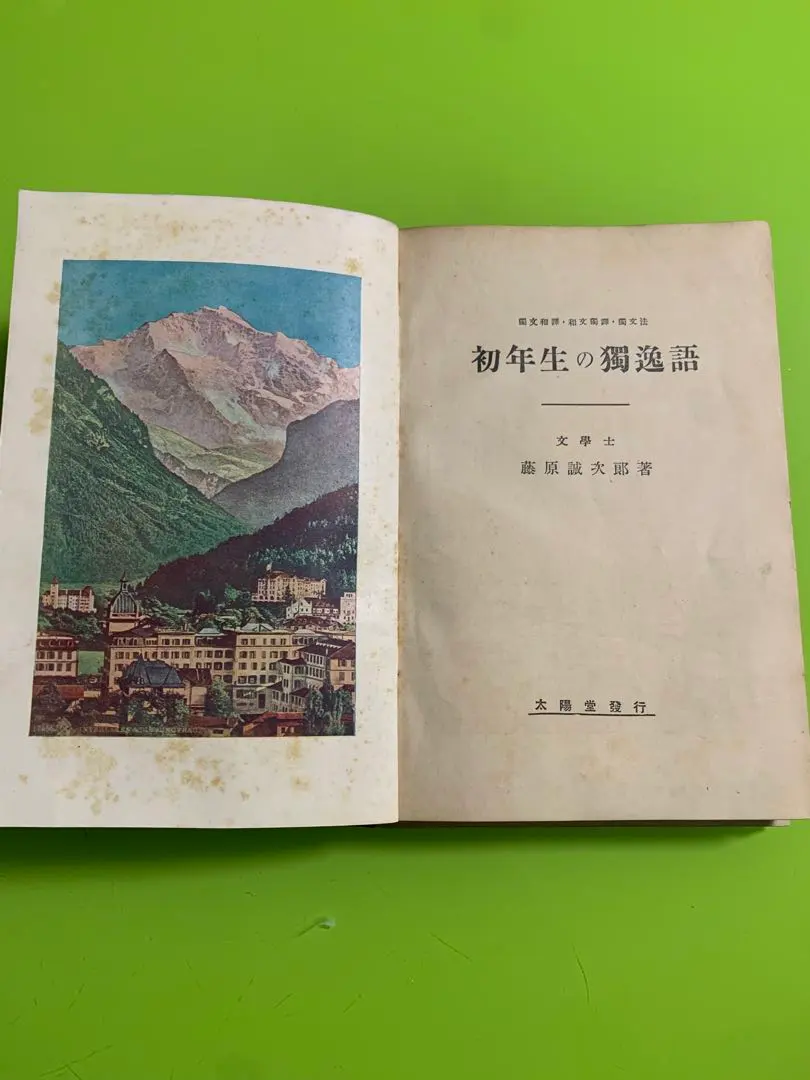 獨文和譯・和文獨譯・獨文法
初年生の獨逸語
文學士
藤原誠次郎著
太陽堂發行